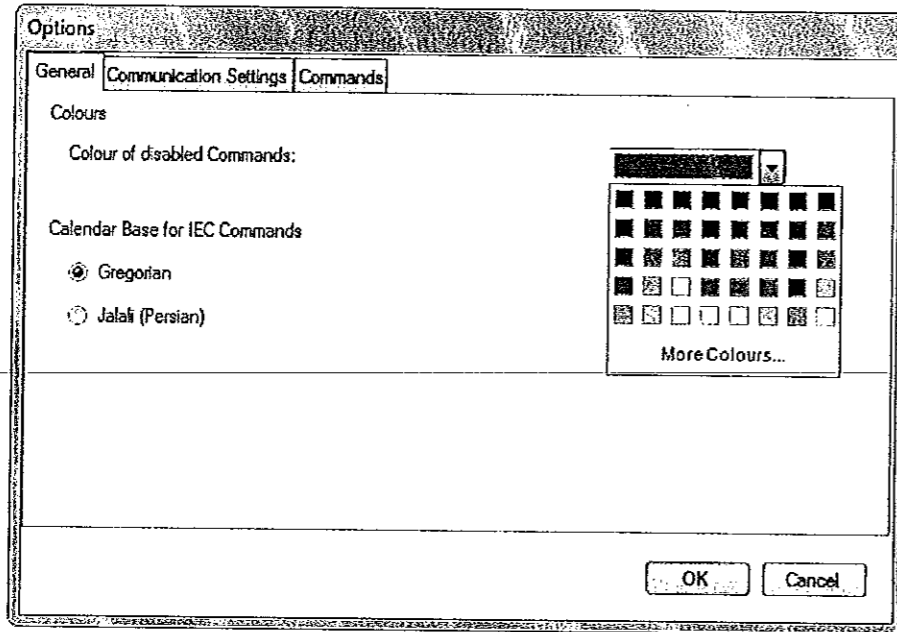 Options
General Communication Settings Commands
Colours
Colour of disabled Commands:
Calendar Base for IEC Commands
Gregorian
Jalali (Persian)
More Colours...
OK Cancel